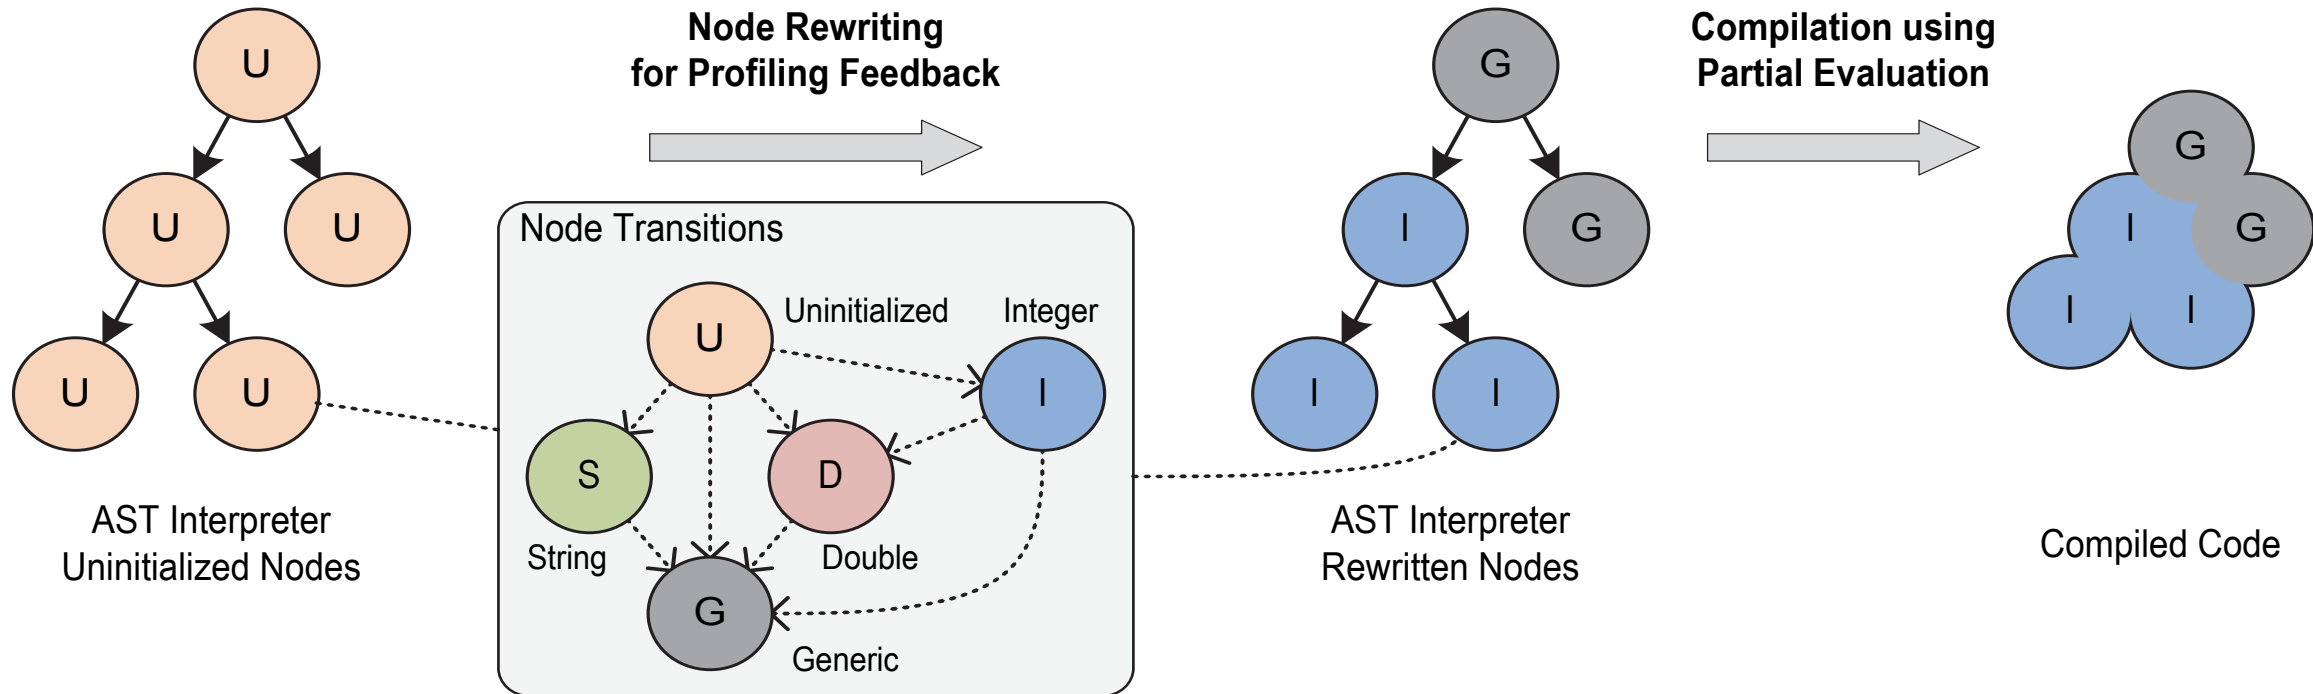 U
U
U
U
U
AST Interpreter
Uninitialized Nodes
Node Rewriting
for Profiling Feedback
Node Transitions
U
Uninitialized
Integer
I
S
D
String
Double
G
Generic
G
I
G
I
I
AST Interpreter
Rewritten Nodes
Compilation using
Partial Evaluation
G
I
G
I
I
Compiled Code